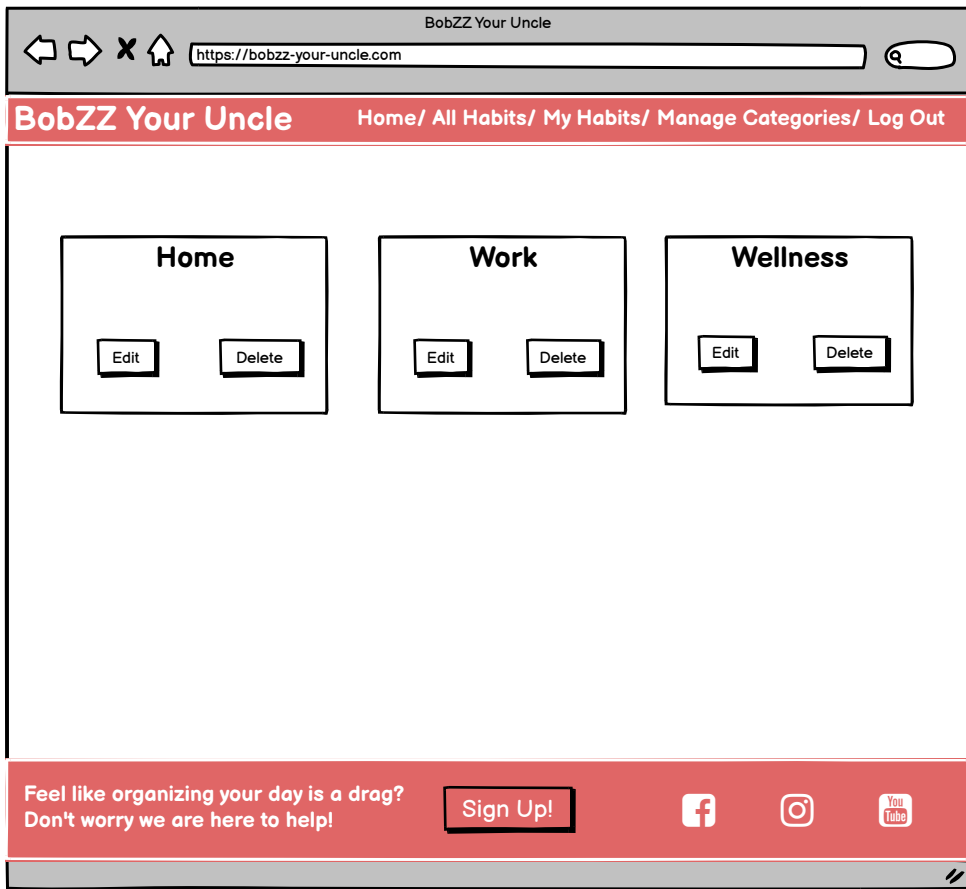 BobZZ Your Uncle
https://bobzz-your-uncle.com
BobZZ Your Uncle
Home/ All Habits/ My Habits/ Manage Categories/ Log Out
Home
Edit Delete
Work
Edit Delete
Wellness
Edit Delete
Feel like organizing your day is a drag?
Don't worry we are here to help!
Sign Up!
You
Tube